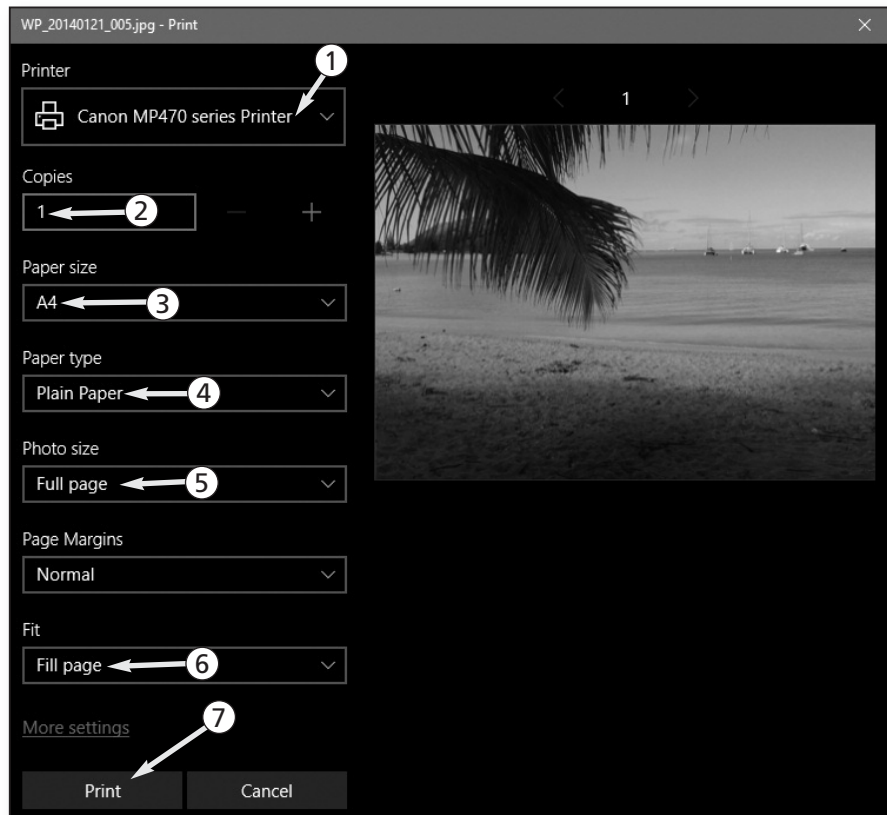 WP_20140121_005.jpg - Print
Printer
1
Canon MP470 series Printer
1
Copies
1
2
Paper size
A4
3
Paper type
Plain Paper
4
Photo size
Full page
5
Page Margins
Normal
Fit
Fill page
6
More settings
7
Print Cancel